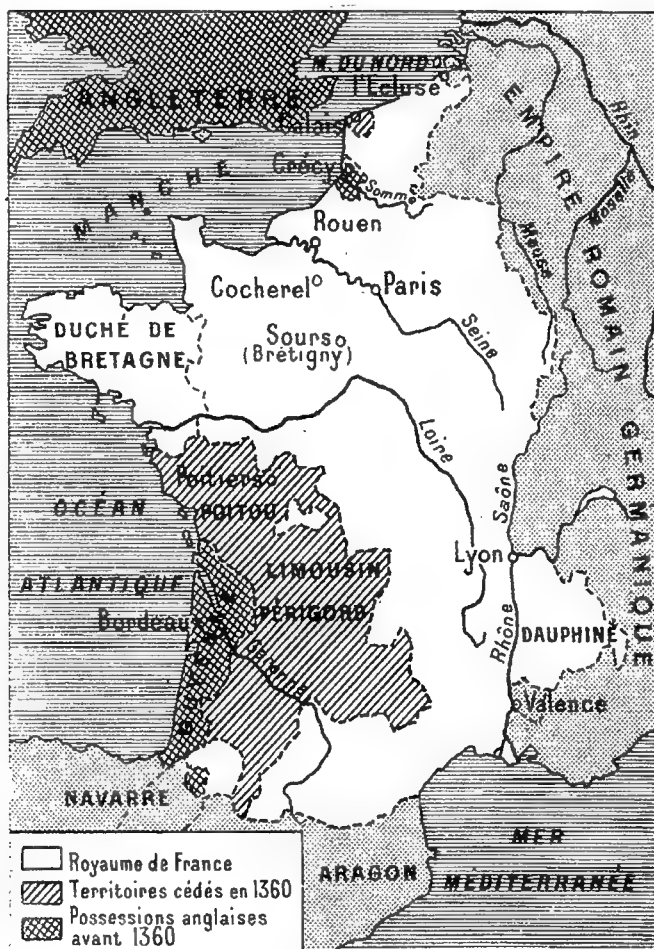 M. DU NORD
l'Écluse
ANGLETERRE
Calais
EMPIRE ROMAIN GERMANIQUE
Rhin
Crécy
Somme
MANCHE
Moselle
Rouen
Meuse
Cocherel
Paris
DUCHÉ DE
BRETAGNE
Sours
(Brétigny)
Seine
Loire
Poitiers
POITOU
OCÉAN
Saône
LIMOUSIN
Lyon
ATLANTIQUE
PÉRIGORD
Bordeaux
Rhône
DAUPHINÉ
Garonne
Valence
NAVARRE
MER
MÉDITERRANÉE
ARAGON
Royaume de France
Territoires cédés en 1360
Possessions anglaises
avant 1360